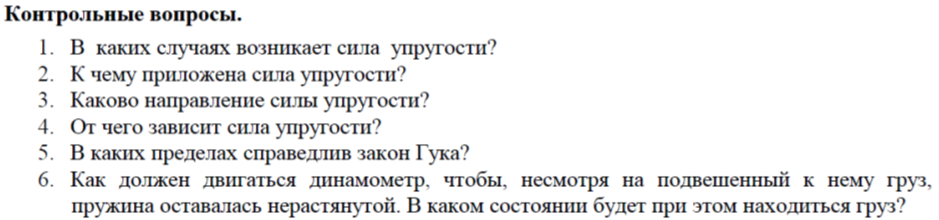 Контрольные вопросы.
1. В каких случаях возникает сила упругости?
2. К чему приложена сила упругости?
3. Каково направление силы упругости?
4. От чего зависит сила упругости?
5. В каких пределах справедлив закон Гука?
6. Как должен двигаться динамометр, чтобы, несмотря на подвешенный к нему груз,
пружина оставалась нерастянутой. В каком состоянии будет при этом находиться груз?